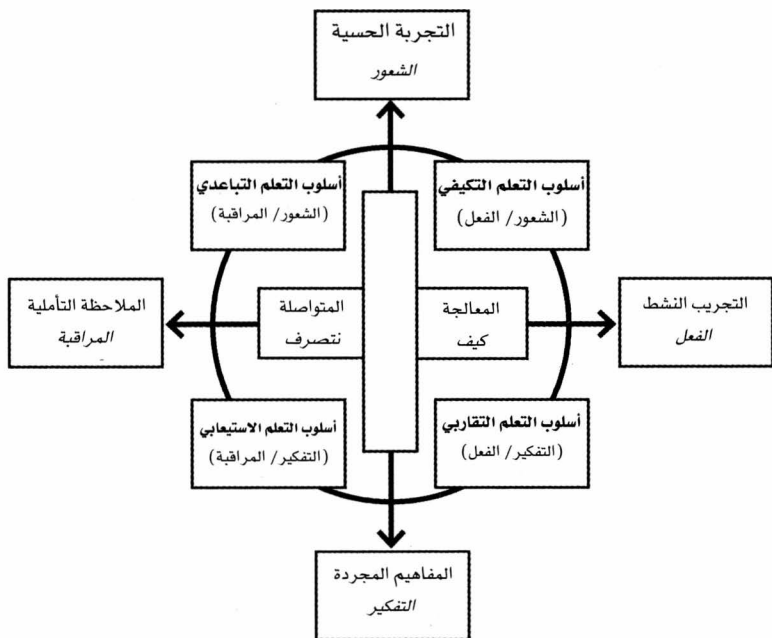 التجربة الحسية
الشعور
أسلوب التعلم التكيفي
(الشعور/ الفعل)
أسلوب التعلم التباعدي
(الشعور/ المراقبة)
التجريب النشط
الفعل
المعالجة
كيف
المتواصلة
نتصرف
الملاحظة التأملية
المراقبة
أسلوب التعلم التقاربي
(التفكير/ الفعل)
أسلوب التعلم الاستيعابي
(التفكير/ المراقبة)
المفاهيم المجردة
التفكير